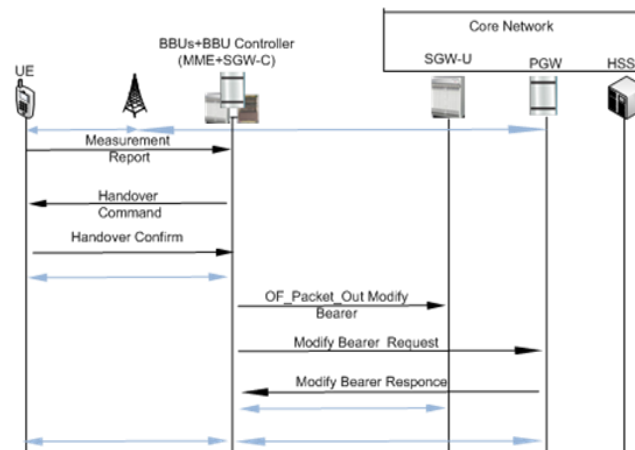 Core Network
BBUs+BBU Controller
(MME+SGW-C)
SGW-U
PGW
HSS
UE
Measurement
Report
Handover
Command
Handover Confirm
OF_Packet_Out Modify
Bearer
Modify Bearer Request
Modify Bearer Responce